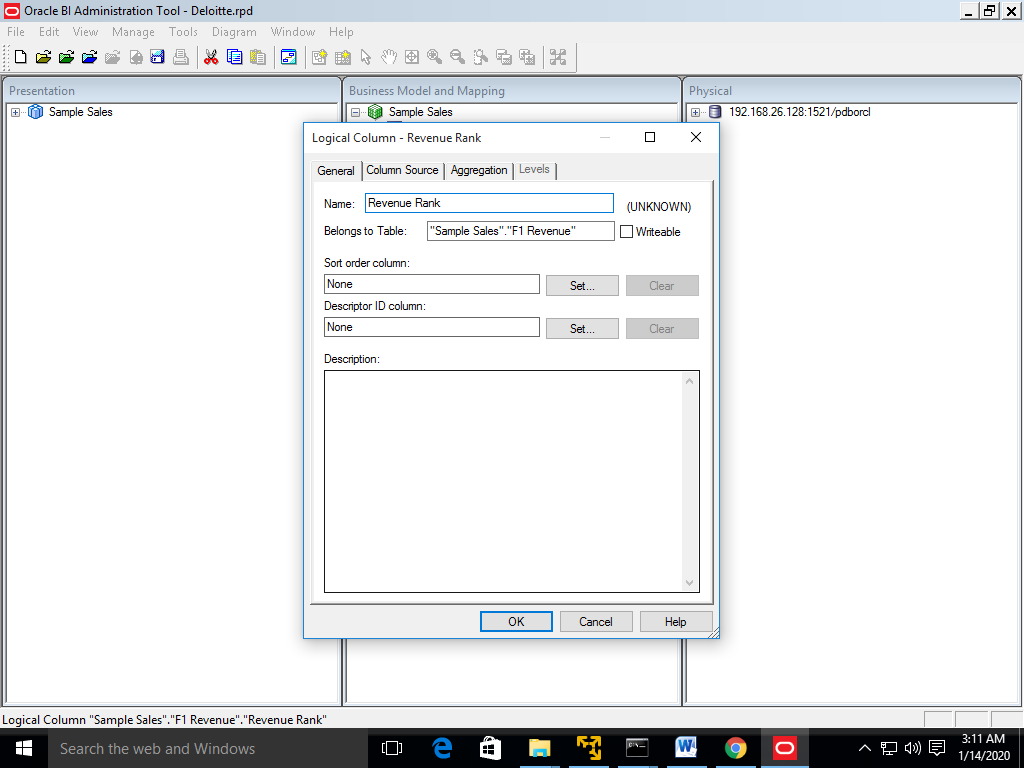 Oracle BI Administration Tool - Deloitte.rpd
File Edit View Manage Tools Diagram Window Help
Presentation
Business Model and Mapping
Physical
Sample Sales
Sample Sales
192.168.26.128:1521/pdborcl
Logical Column - Revenue Rank
General Column Source Aggregation Levels
Name: Revenue Rank (UNKNOWN)
Belongs to Table: "Sample Sales"."F1 Revenue" Writeable
Sort order column:
None Set... Clear
Descriptor ID column:
None Set... Clear
Description:
OK Cancel Help
Logical Column "Sample Sales"."F1 Revenue"."Revenue Rank"
Search the web and Windows
3:11 AM
1/14/2020